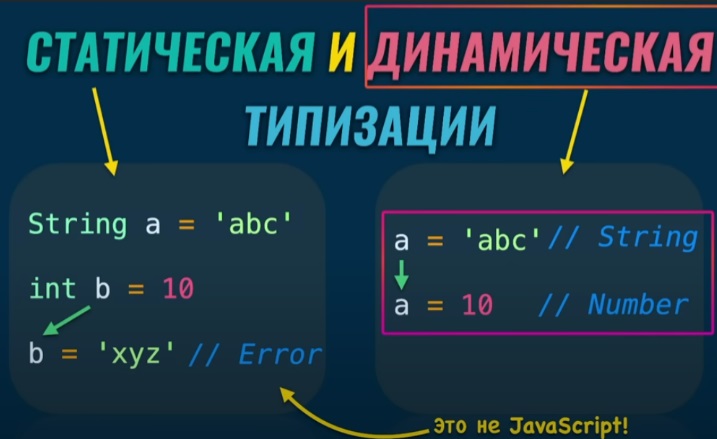 СТАТИЧЕСКАЯ И ДИНАМИЧЕСКАЯ
ТИПИЗАЦИИ
String a = 'abc'
int b = 10
b = 'xyz' // Error
a = 'abc' // String
a = 10 // Number
Это не JavaScript!